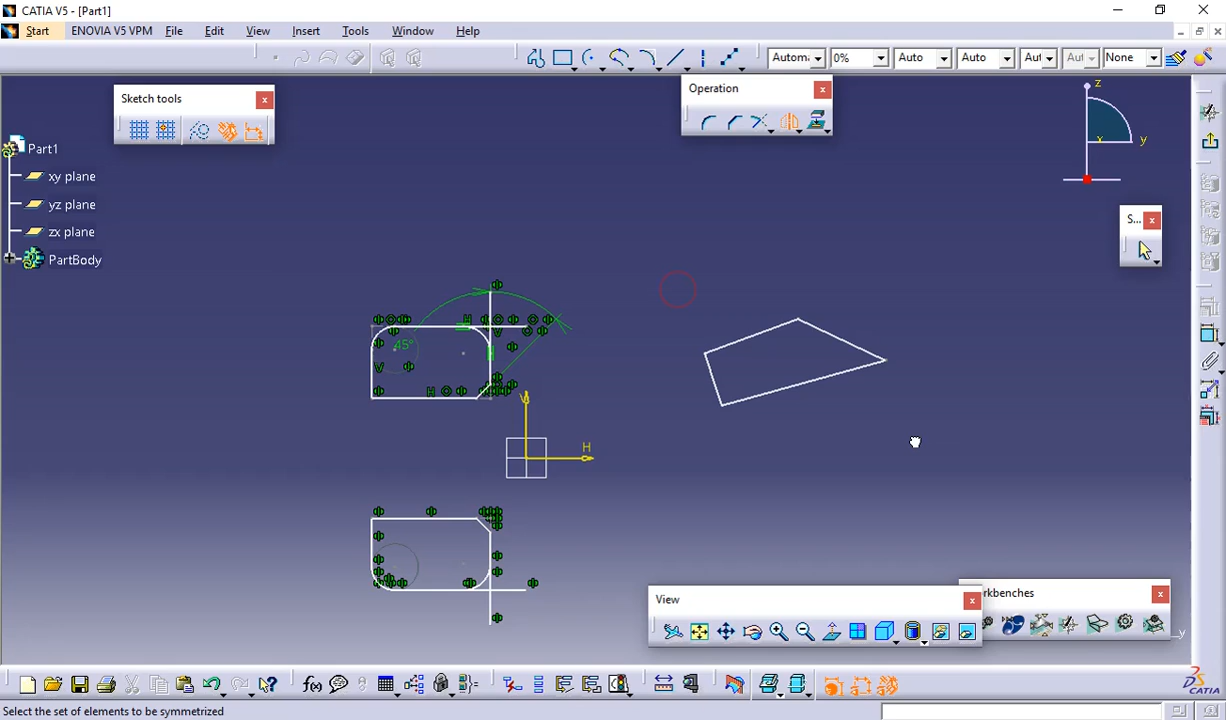 CATIA V5 - [Part1]
Start ENOVIA V5 VPM File Edit View Insert Tools Window Help
Automa 0% Auto Auto Aut Aut None
Sketch tools
Operation
z
x
y
Part1
xy plane
yz plane
zx plane
PartBody
S...
45°
H
V
V
H
V
H
View
rkbenches
y
f(x)
DS
CATIA
Select the set of elements to be symmetrized